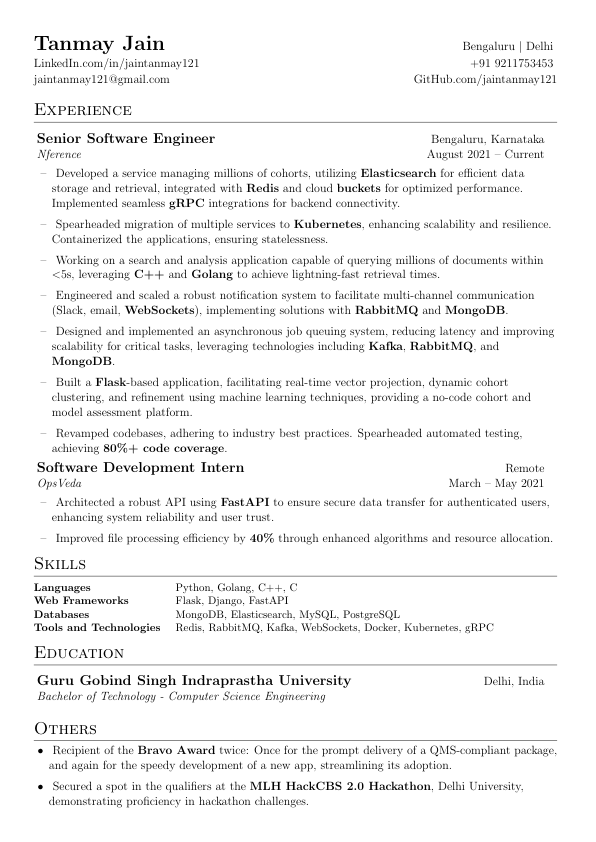 Tanmay Jain
Bengaluru | Delhi
LinkedIn.com/in/jaintanmay121
+91 9211753453
jaintanmay121@gmail.com
GitHub.com/jaintanmay121
Experience
Senior Software Engineer
Bengaluru, Karnataka
Nference
August 2021 – Current
– Developed a service managing millions of cohorts, utilizing Elasticsearch for efficient data
storage and retrieval, integrated with Redis and cloud buckets for optimized performance.
Implemented seamless gRPC integrations for backend connectivity.
– Spearheaded migration of multiple services to Kubernetes, enhancing scalability and resilience.
Containerized the applications, ensuring statelessness.
– Working on a search and analysis application capable of querying millions of documents within
<5s, leveraging C++ and Golang to achieve lightning-fast retrieval times.
– Engineered and scaled a robust notification system to facilitate multi-channel communication
(Slack, email, WebSockets), implementing solutions with RabbitMQ and MongoDB.
– Designed and implemented an asynchronous job queuing system, reducing latency and improving
scalability for critical tasks, leveraging technologies including Kafka, RabbitMQ, and
MongoDB.
– Built a Flask-based application, facilitating real-time vector projection, dynamic cohort
clustering, and refinement using machine learning techniques, providing a no-code cohort and
model assessment platform.
– Revamped codebases, adhering to industry best practices. Spearheaded automated testing,
achieving 80%+ code coverage.
Software Development Intern
Remote
OpsVeda
March – May 2021
– Architected a robust API using FastAPI to ensure secure data transfer for authenticated users,
enhancing system reliability and user trust.
– Improved file processing efficiency by 40% through enhanced algorithms and resource allocation.
Skills
Languages Python, Golang, C++, C
Web Frameworks Flask, Django, FastAPI
Databases MongoDB, Elasticsearch, MySQL, PostgreSQL
Tools and Technologies Redis, RabbitMQ, Kafka, WebSockets, Docker, Kubernetes, gRPC
Education
Guru Gobind Singh Indraprastha University
Delhi, India
Bachelor of Technology - Computer Science Engineering
Others
• Recipient of the Bravo Award twice: Once for the prompt delivery of a QMS-compliant package,
and again for the speedy development of a new app, streamlining its adoption.
• Secured a spot in the qualifiers at the MLH HackCBS 2.0 Hackathon, Delhi University,
demonstrating proficiency in hackathon challenges.